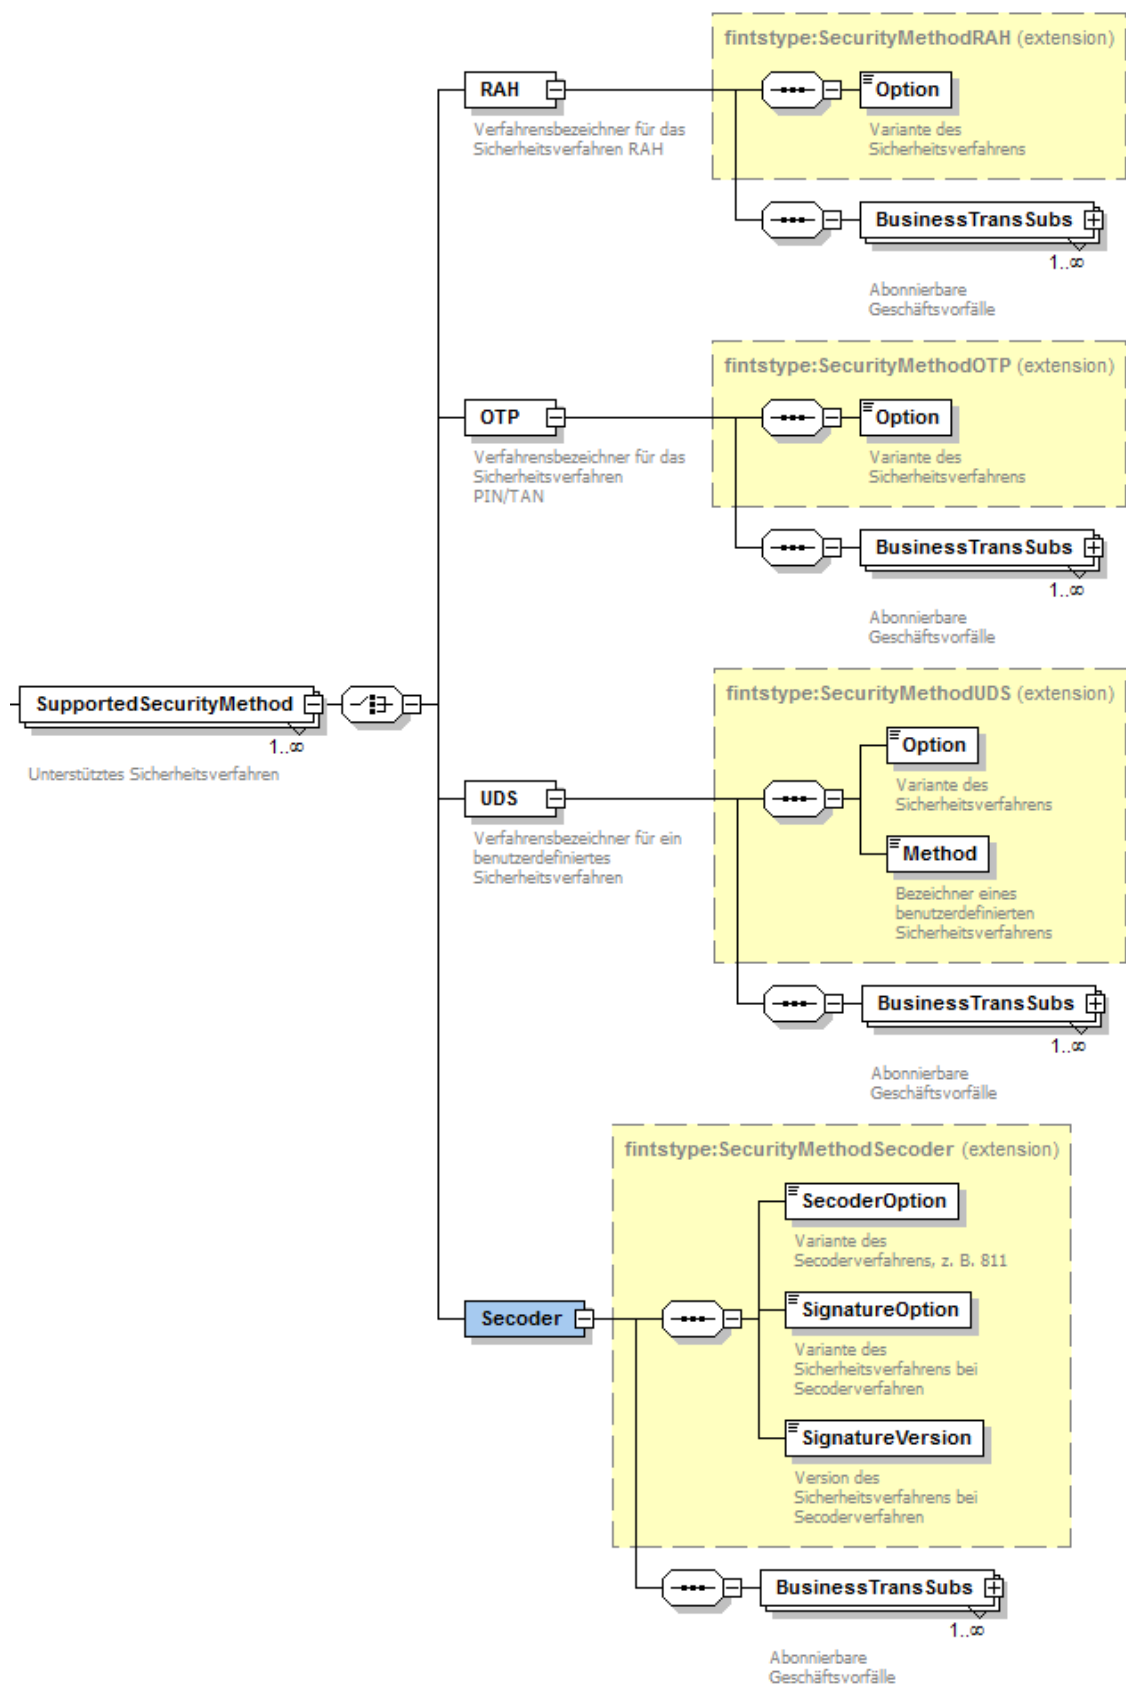 fintstype:SecurityMethodRAH (extension)
RAH
Option
Verfahrensbezeichner für das
Sicherheitsverfahren RAH
Variante des
Sicherheitsverfahrens
BusinessTransSubs
1..∞
Abonnierbare
Geschäftsvorfälle
fintstype:SecurityMethodOTP (extension)
OTP
Option
Verfahrensbezeichner für das
Sicherheitsverfahren
PIN/TAN
Variante des
Sicherheitsverfahrens
BusinessTransSubs
1..∞
Abonnierbare
Geschäftsvorfälle
SupportedSecurityMethod
1..∞
Unterstütztes Sicherheitsverfahren
fintstype:SecurityMethodUDS (extension)
Option
Variante des
Sicherheitsverfahrens
UDS
Verfahrensbezeichner für ein
benutzerdefiniertes
Sicherheitsverfahren
Method
Bezeichner eines
benutzerdefinierten
Sicherheitsverfahrens
BusinessTransSubs
1..∞
Abonnierbare
Geschäftsvorfälle
fintstype:SecurityMethodSecoder (extension)
SecoderOption
Variante des
Secoderverfahrens, z. B. 811
Secoder
SignatureOption
Variante des
Sicherheitsverfahrens bei
Secoderverfahren
SignatureVersion
Version des
Sicherheitsverfahrens bei
Secoderverfahren
BusinessTransSubs
1..∞
Abonnierbare
Geschäftsvorfälle